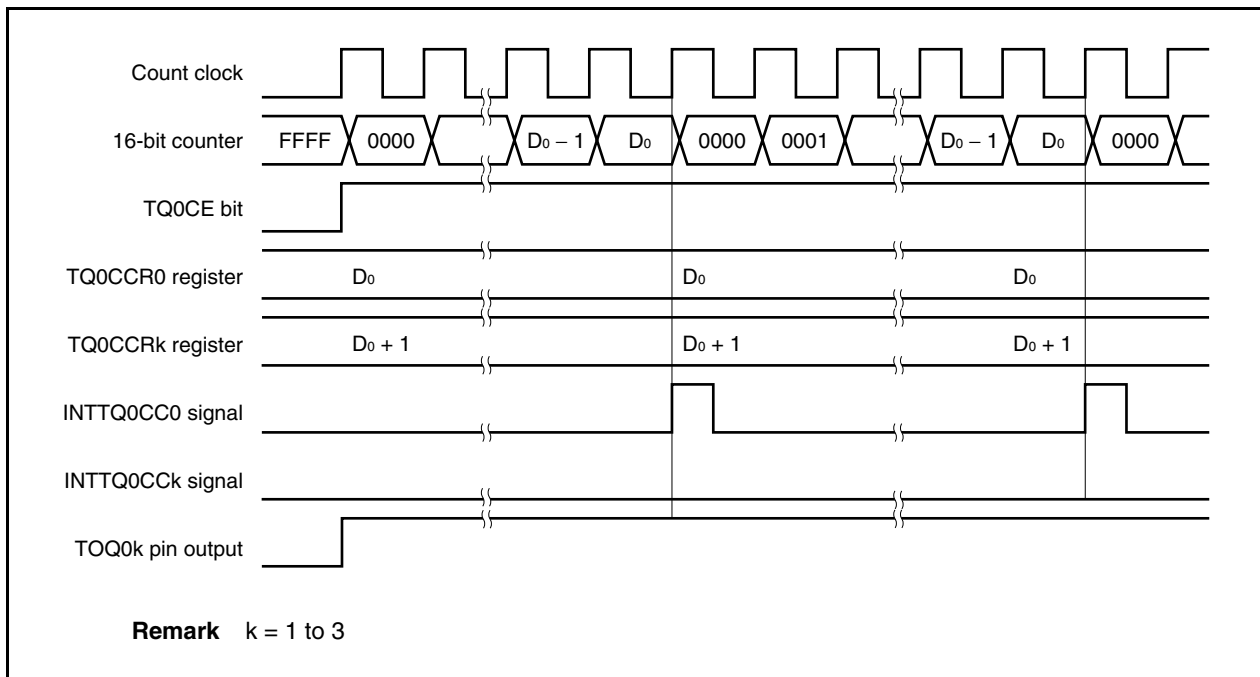 Count clock
16-bit counter FFFF 0000 D₀ − 1 D₀ 0000 0001 D₀ − 1 D₀ 0000
TQ0CE bit
TQ0CCR0 register D₀ D₀ D₀
TQ0CCRk register D₀ + 1 D₀ + 1 D₀ + 1
INTTQ0CC0 signal
INTTQ0CCk signal
TOQ0k pin output
Remark k = 1 to 3